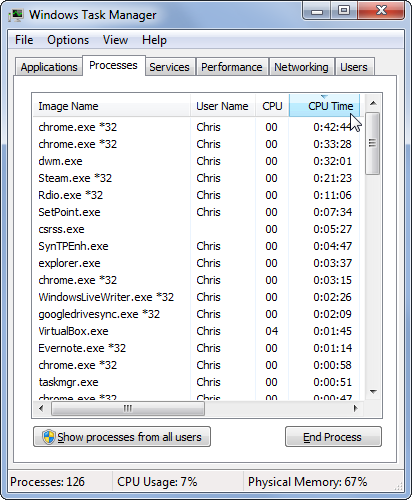 Windows Task Manager
File Options View Help
Applications Processes Services Performance Networking Users
Image Name User Name CPU CPU Time
chrome.exe *32 Chris 00 0:42:44
chrome.exe *32 Chris 00 0:33:28
dwm.exe Chris 00 0:32:01
Steam.exe *32 Chris 00 0:21:23
Rdio.exe *32 Chris 00 0:11:06
SetPoint.exe Chris 00 0:07:34
csrss.exe 00 0:05:27
SynTPEnh.exe Chris 00 0:04:47
explorer.exe Chris 00 0:03:37
chrome.exe *32 Chris 00 0:03:15
WindowsLiveWriter.exe *32 Chris 00 0:02:26
googledrivesync.exe *32 Chris 00 0:02:09
VirtualBox.exe Chris 04 0:01:45
Evernote.exe *32 Chris 00 0:01:14
chrome.exe *32 Chris 00 0:00:58
taskmgr.exe Chris 00 0:00:51
chrome.exe *32 Chris 00 0:00:47
Show processes from all users End Process
Processes: 126 CPU Usage: 7% Physical Memory: 67%